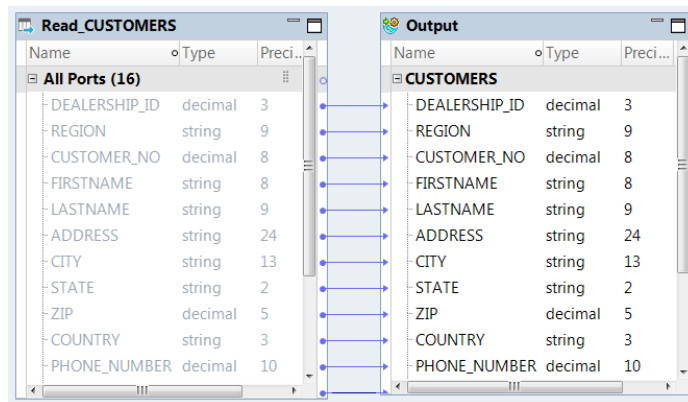 Read_CUSTOMERS
Name Type Preci...
All Ports (16)
DEALERSHIP_ID decimal 3
REGION string 9
CUSTOMER_NO decimal 8
FIRSTNAME string 8
LASTNAME string 9
ADDRESS string 24
CITY string 13
STATE string 2
ZIP decimal 5
COUNTRY string 3
PHONE_NUMBER decimal 10
Output
Name Type Preci...
CUSTOMERS
DEALERSHIP_ID decimal 3
REGION string 9
CUSTOMER_NO decimal 8
FIRSTNAME string 8
LASTNAME string 9
ADDRESS string 24
CITY string 13
STATE string 2
ZIP decimal 5
COUNTRY string 3
PHONE_NUMBER decimal 10